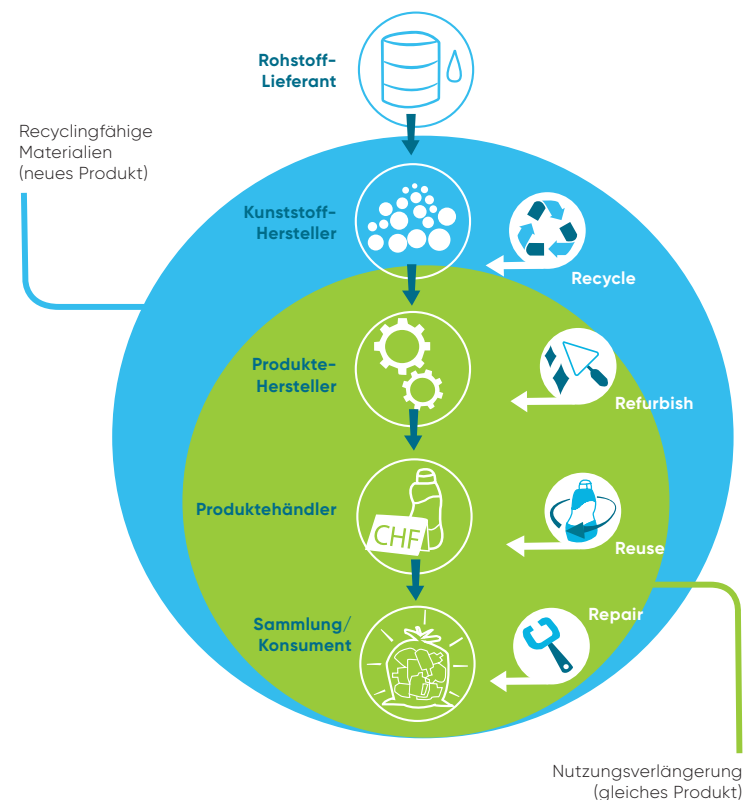 Rohstoff-
Lieferant
Recyclingfähige
Materialien
(neues Produkt)
Kunststoff-
Hersteller
Recycle
Produkte-
Hersteller
Refurbish
Produktehändler
CHF
Reuse
Sammlung/
Konsument
Repair
Nutzungsverlängerung
(gleiches Produkt)